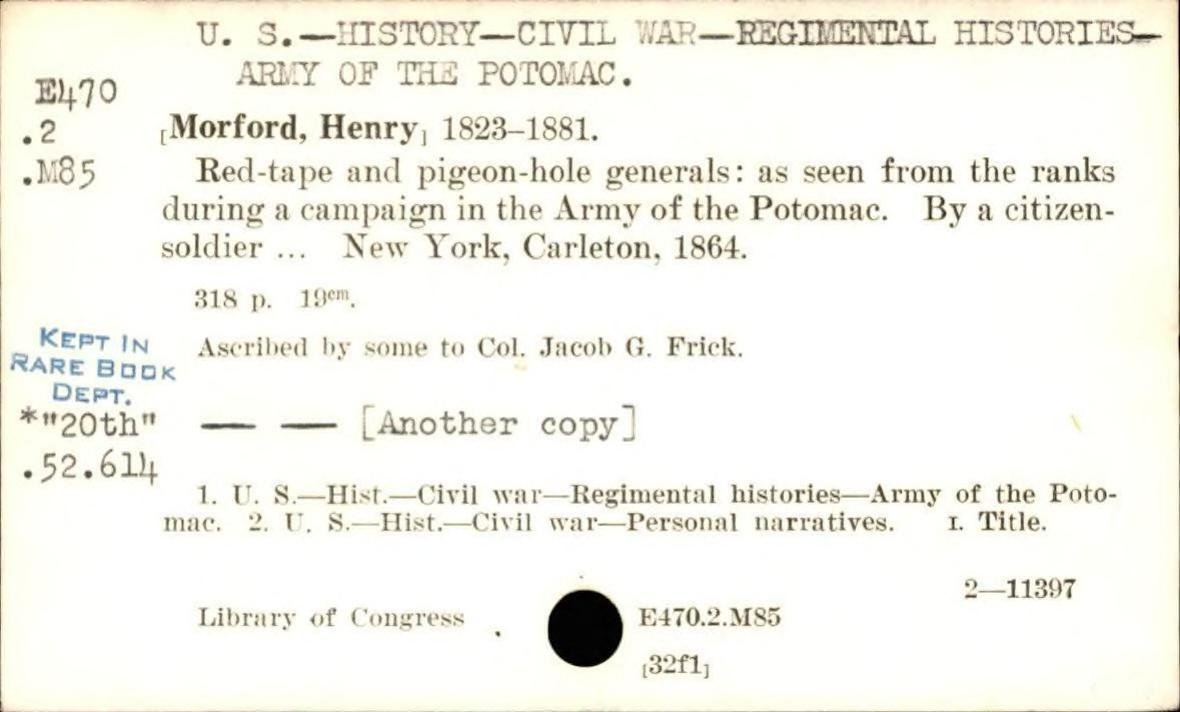 U. S.—HISTORY—CIVIL WAR—REGIMENTAL HISTORIES—
ARMY OF THE POTOMAC.
E470
.2
.M85
[Morford, Henry] 1823–1881.
Red-tape and pigeon-hole generals: as seen from the ranks
during a campaign in the Army of the Potomac. By a citizen-
soldier ... New York, Carleton, 1864.
318 p. 19cm.
Ascribed by some to Col. Jacob G. Frick.
KEPT IN
RARE BOOK
DEPT.
*"20th"
.52.614
— — [Another copy]
1. U. S.—Hist.—Civil war—Regimental histories—Army of the Poto-
mac. 2. U. S.—Hist.—Civil war—Personal narratives. I. Title.
2—11397
Library of Congress E470.2.M85
[32f1]